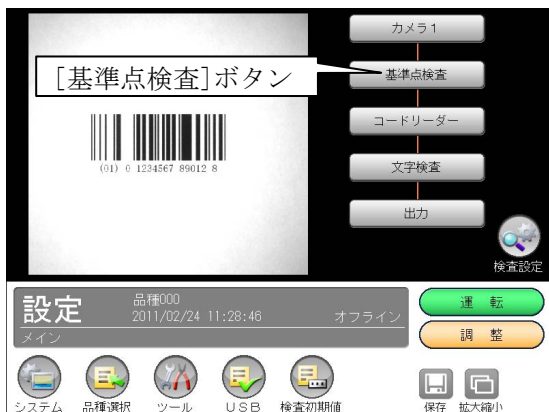 カメラ1
[基準点検査]ボタン
基準点検査
コードリーダー
(01) 0 1234567 89012 8
文字検査
出力
検査設定
設定
品種000
2011/02/24 11:28:46
オフライン
メイン
運 転
調 整
システム
品種選択
ツール
USB
検査初期値
保存
拡大縮小